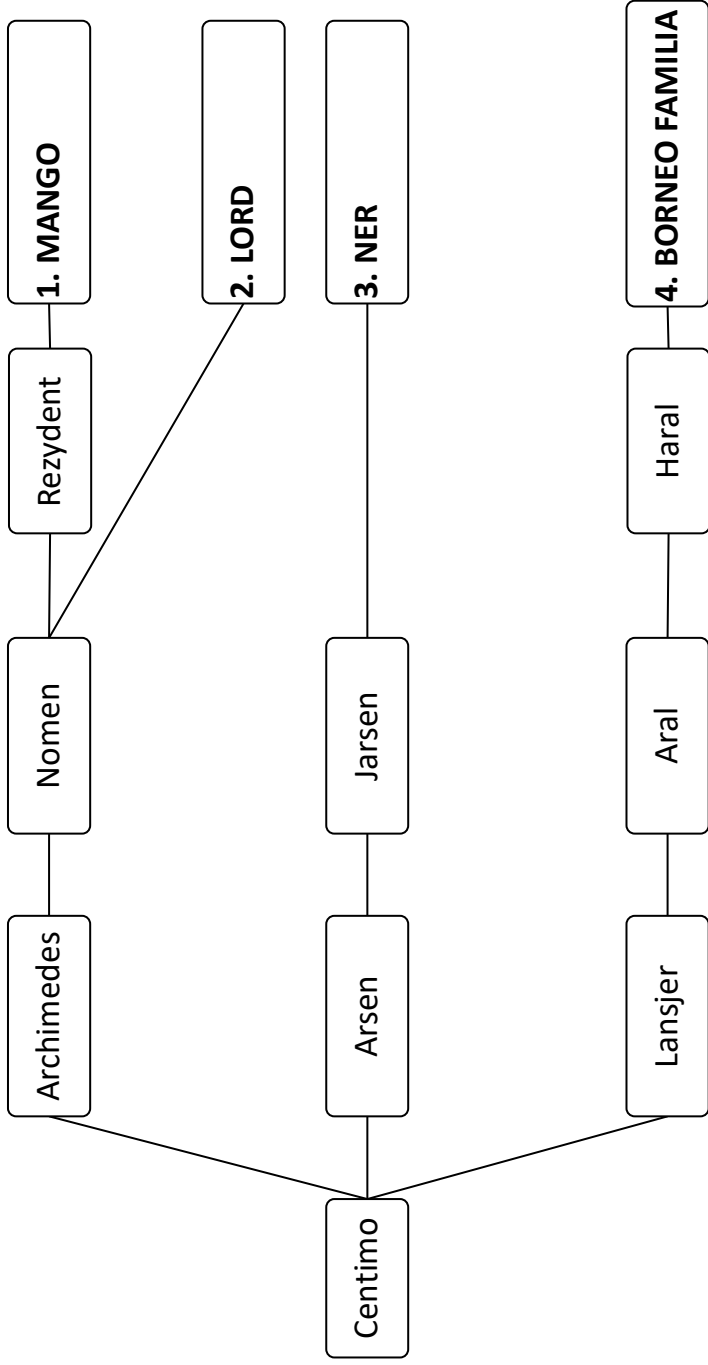 Centimo
Archimedes
Nomen
Rezydent
1. MANGO
2. LORD
Arsen
Jarsen
3. NER
Lansjer
Aral
Haral
4. BORNEO FAMILIA